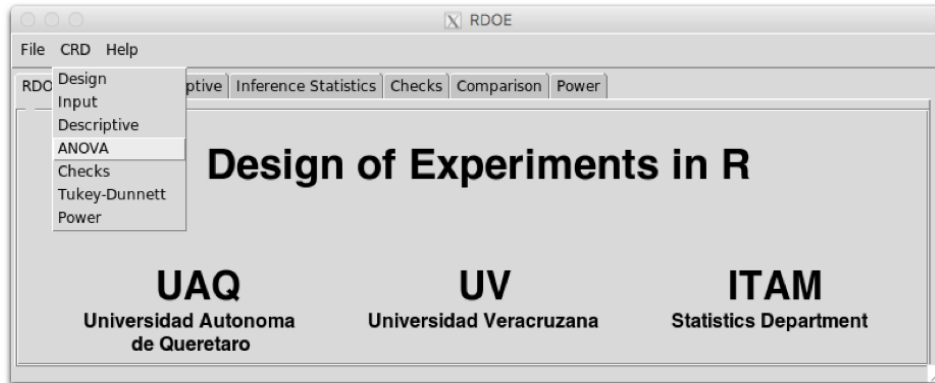 RDOE
File CRD Help
RDO ptive Inference Statistics Checks Comparison Power
Design
Input
Descriptive
ANOVA
Checks
Tukey-Dunnett
Power
Design of Experiments in R
UAQ UV ITAM
Universidad Autonoma Universidad Veracruzana Statistics Department
de Queretaro